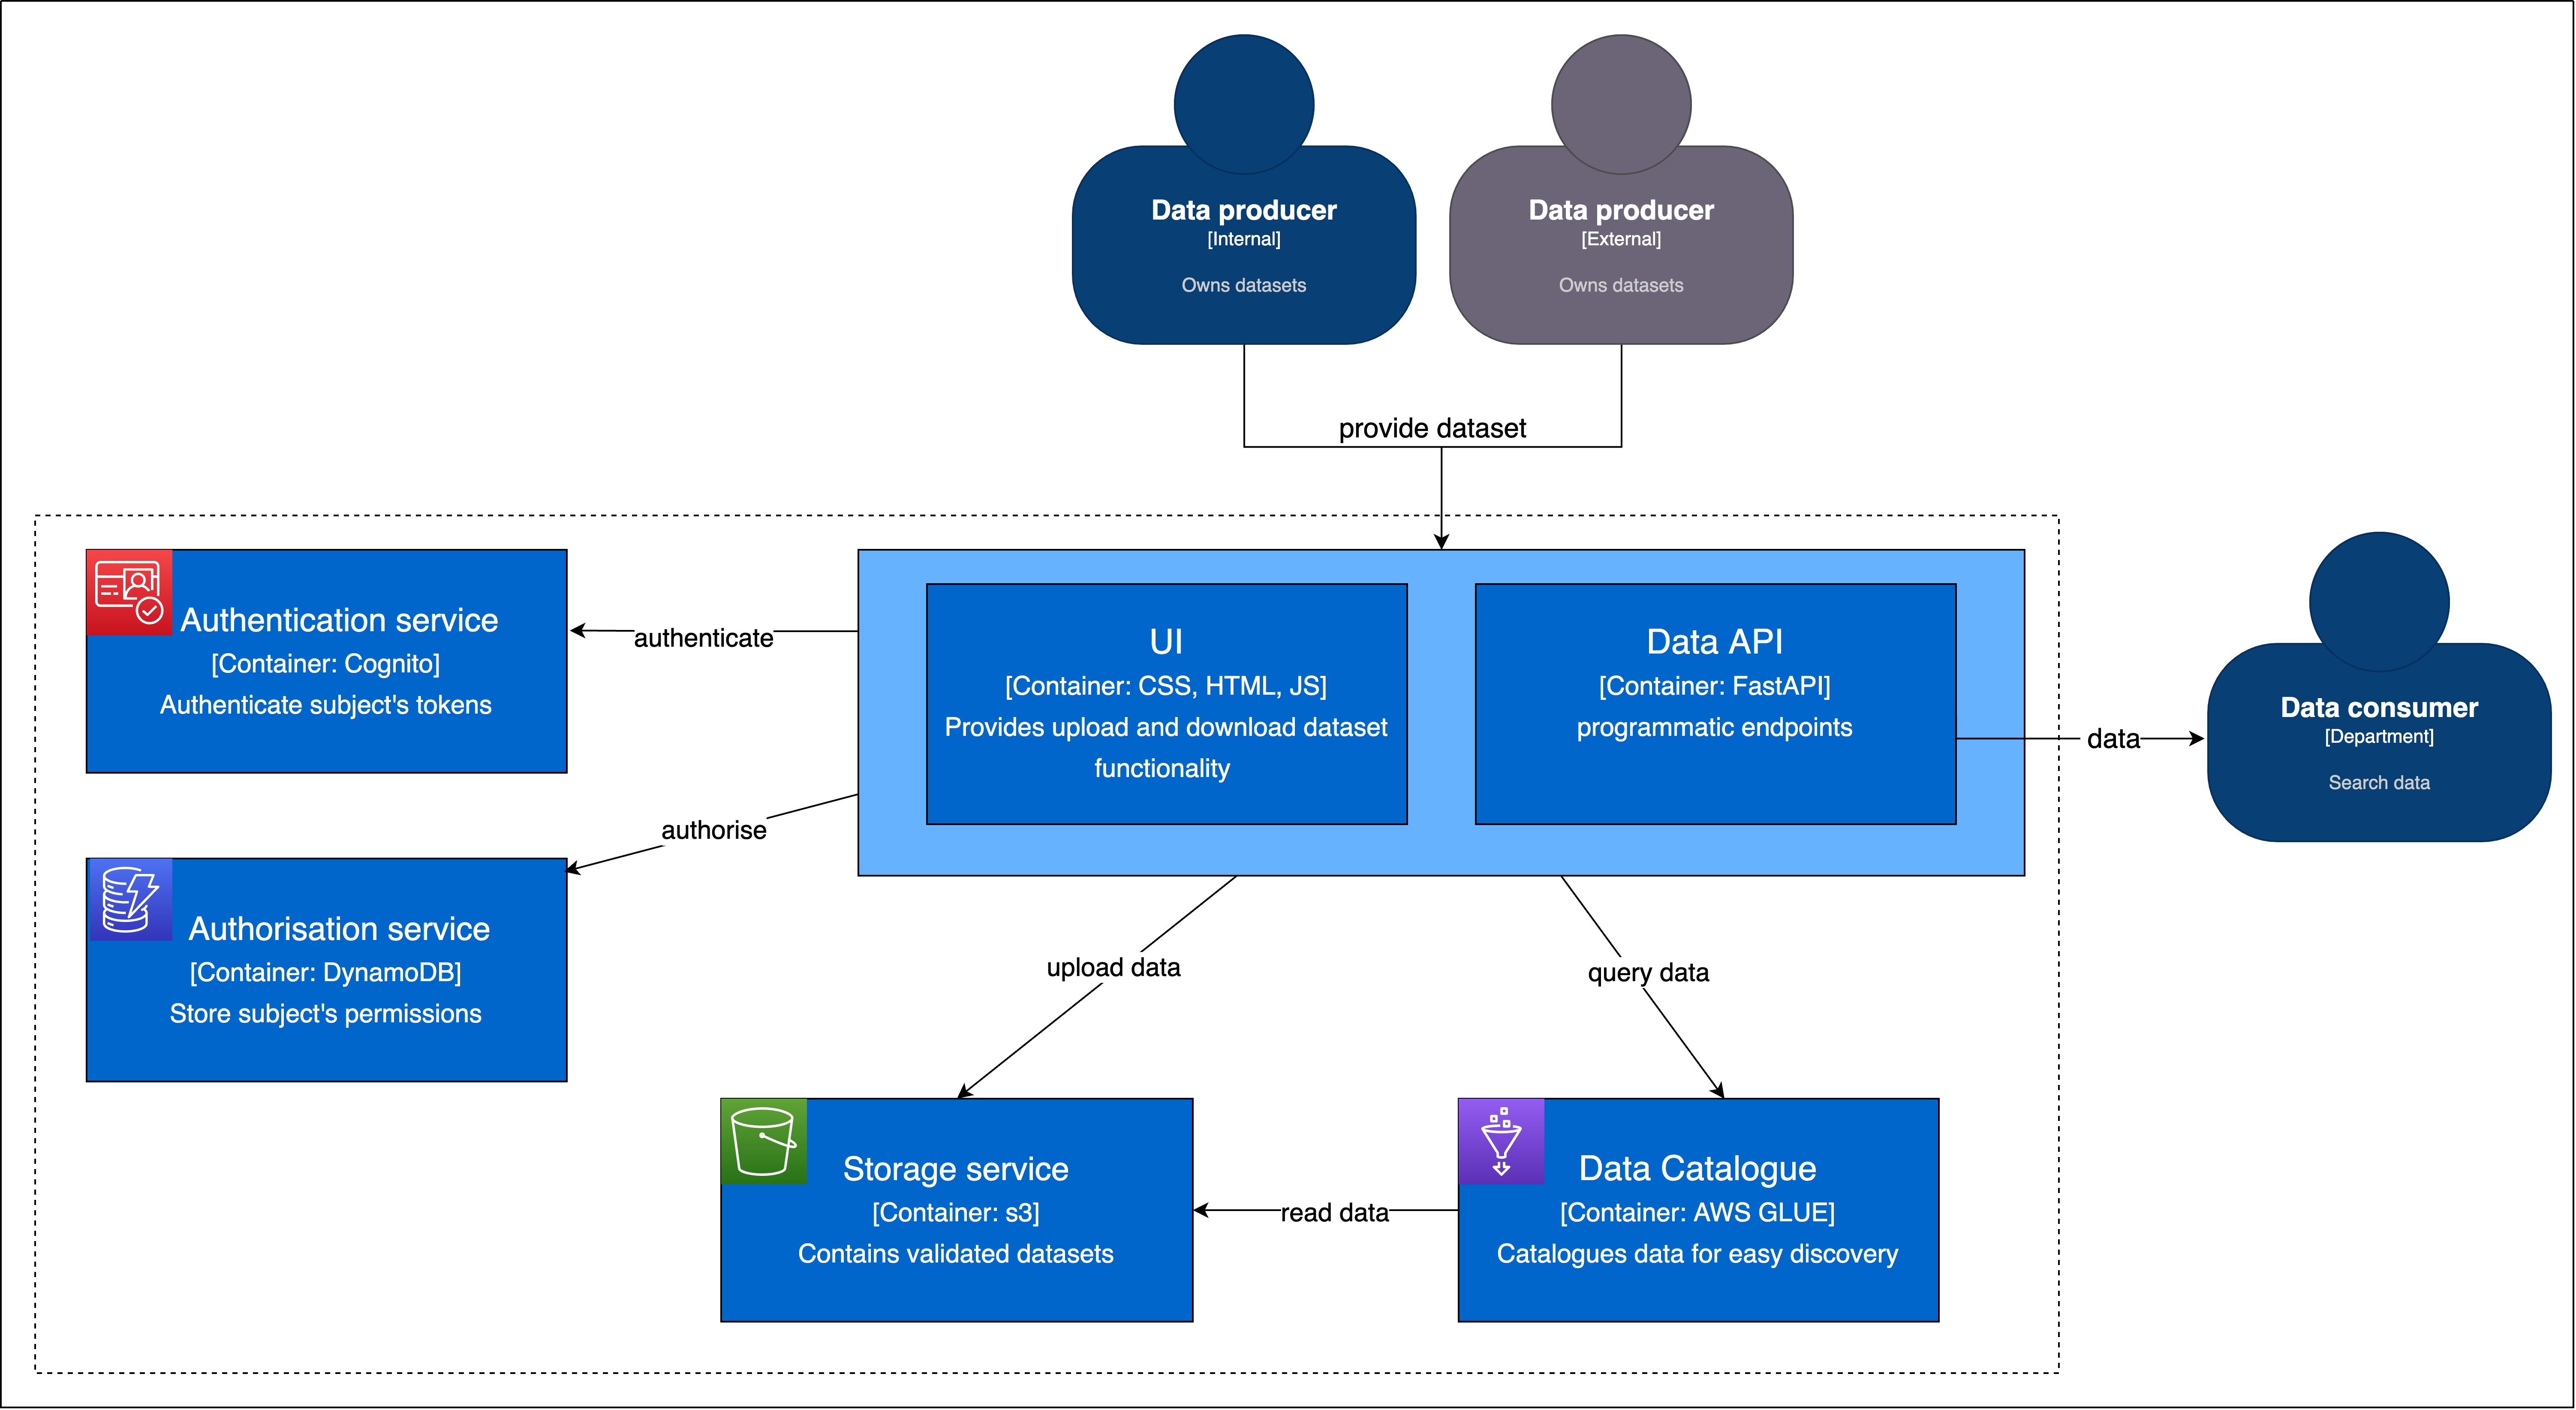 Data producer
[Internal]
Owns datasets
Data producer
[External]
Owns datasets
provide dataset
Authentication service
[Container: Cognito]
Authenticate subject's tokens
authenticate
UI
[Container: CSS, HTML, JS]
Provides upload and download dataset
functionality
Data API
[Container: FastAPI]
programmatic endpoints
data
Data consumer
[Department]
Search data
authorise
Authorisation service
[Container: DynamoDB]
Store subject's permissions
upload data
query data
Storage service
[Container: s3]
Contains validated datasets
read data
Data Catalogue
[Container: AWS GLUE]
Catalogues data for easy discovery